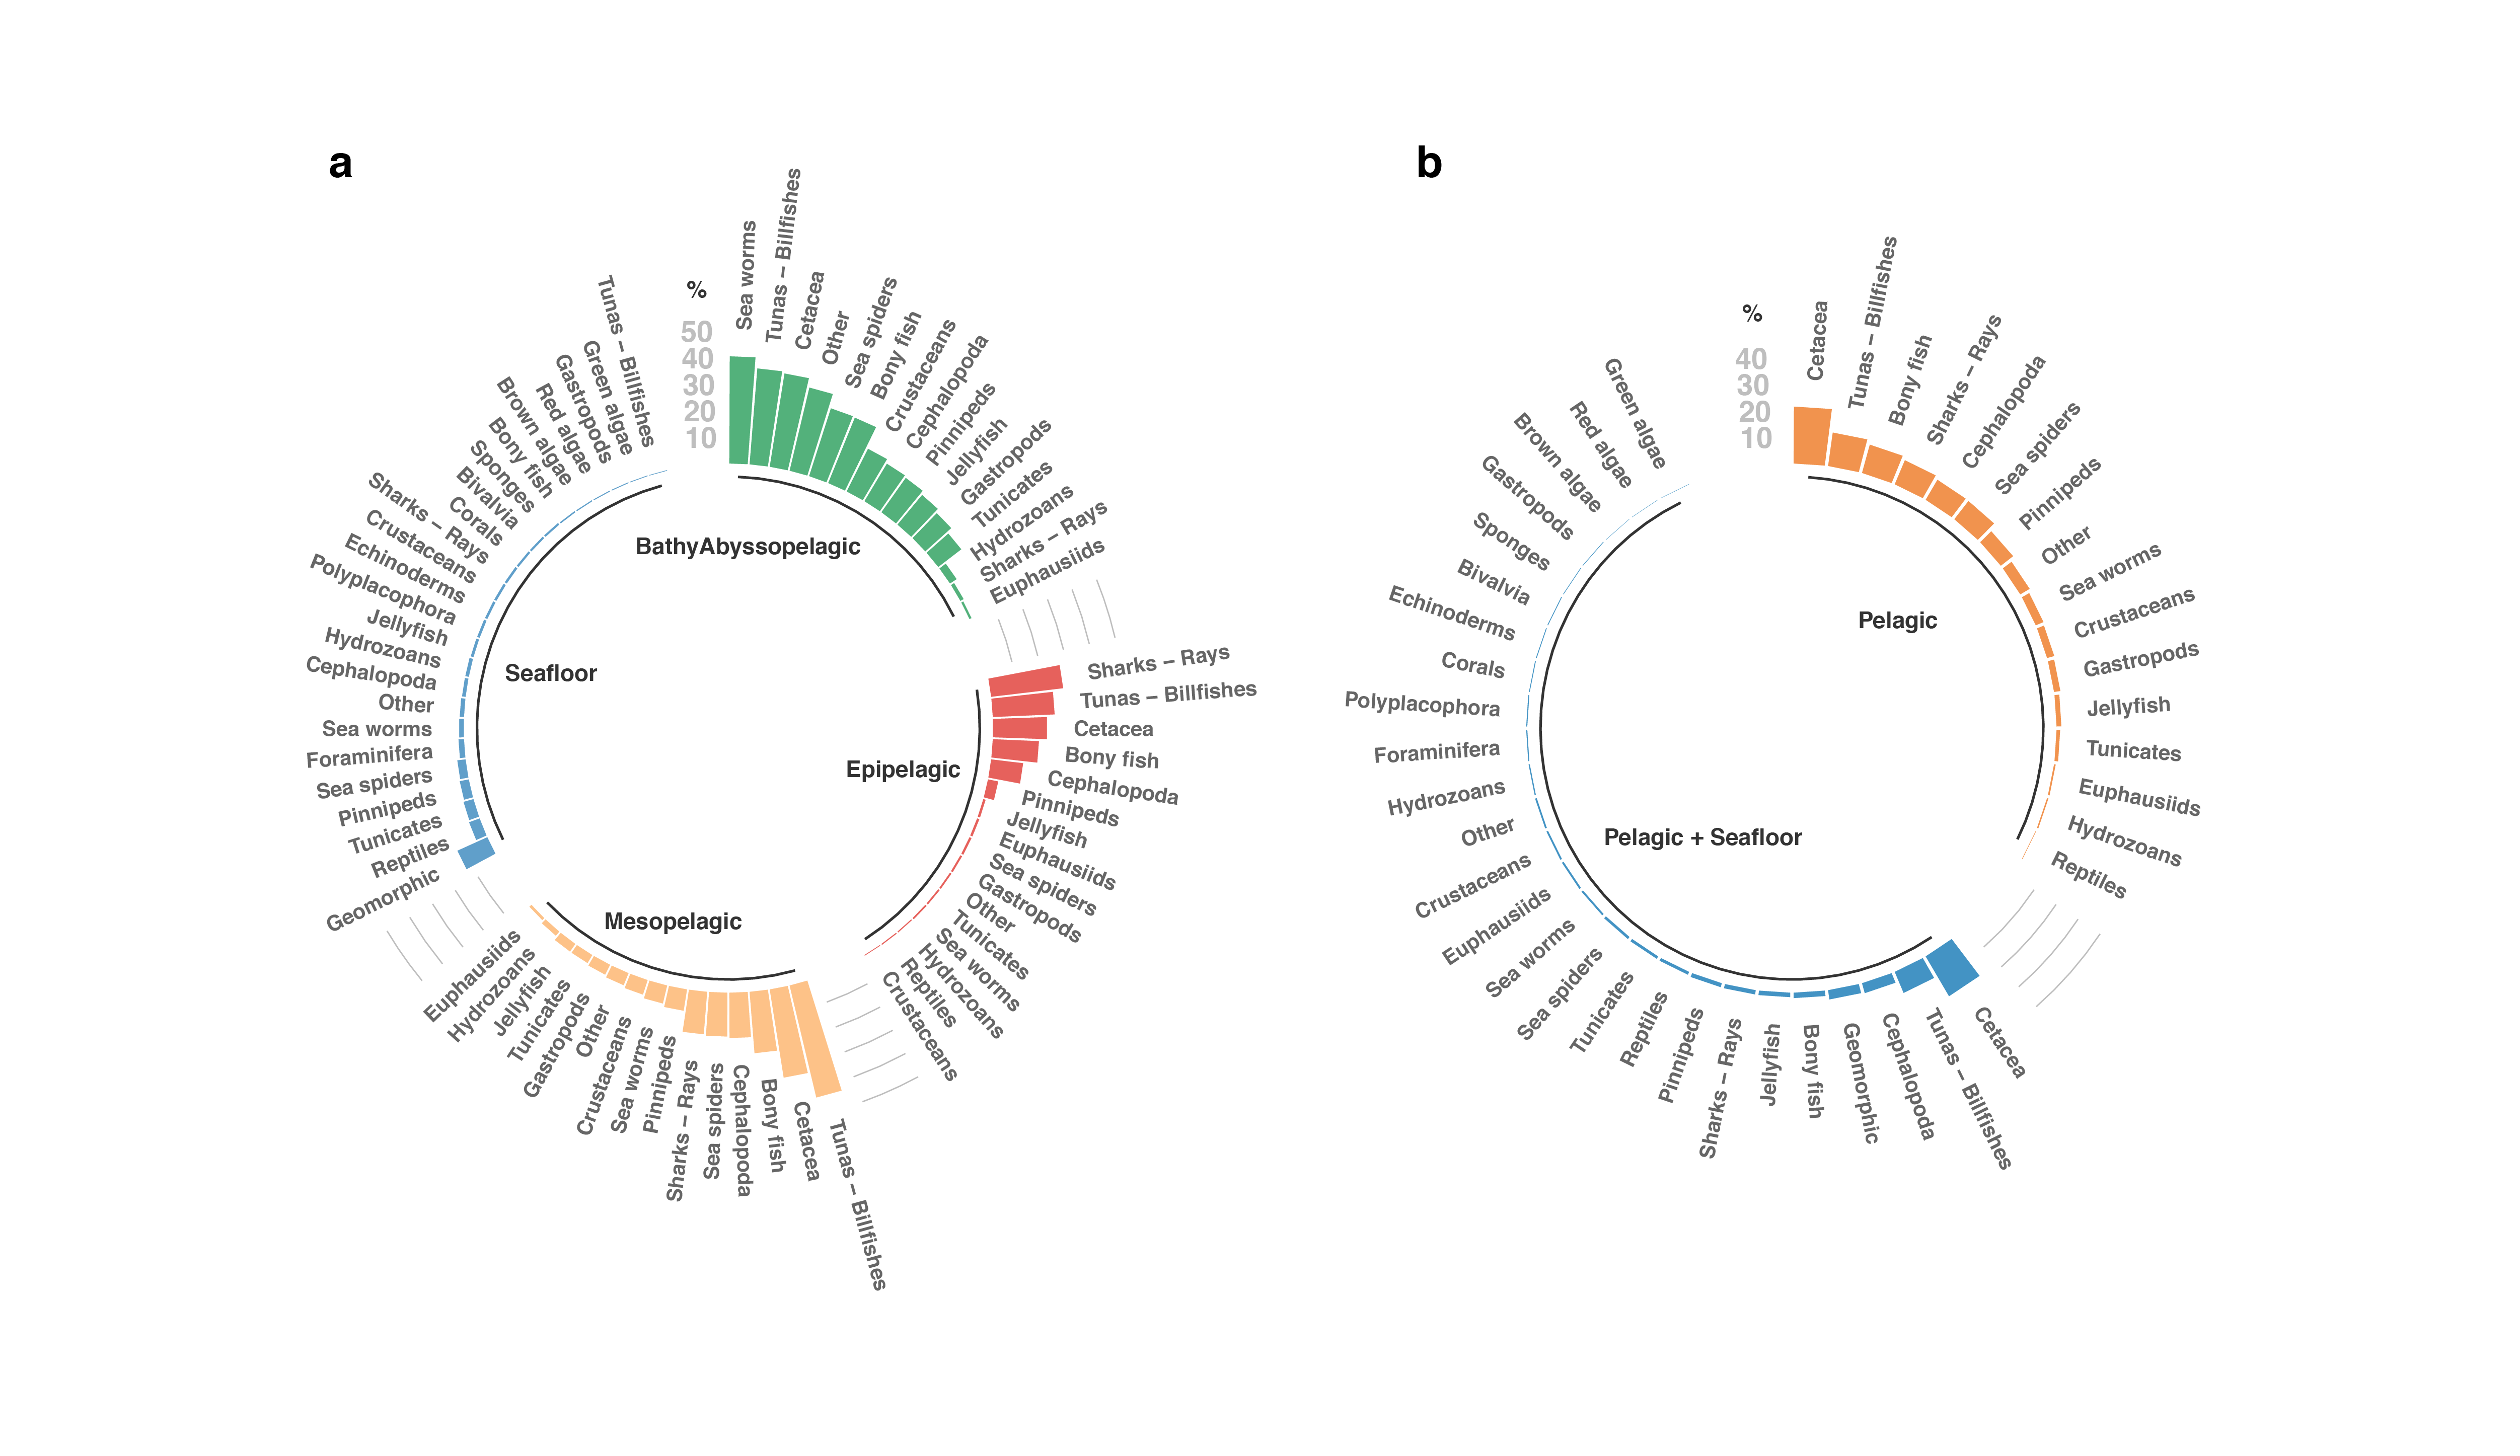 a
%
50
40
30
20
10
Sea worms
Tunas – Billfishes
Cetacea
Other
Sea spiders
Bony fish
Crustaceans
Cephalopoda
Pinnipeds
Jellyfish
Gastropods
Tunicates
Hydrozoans
Sharks – Rays
Euphausiids
BathyAbyssopelagic
Sharks – Rays
Tunas – Billfishes
Cetacea
Bony fish
Cephalopoda
Pinnipeds
Jellyfish
Euphausiids
Sea spiders
Gastropods
Other
Tunicates
Sea worms
Hydrozoans
Reptiles
Crustaceans
Epipelagic
Tunas – Billfishes
Cetacea
Bony fish
Cephalopoda
Sea spiders
Sharks – Rays
Pinnipeds
Sea worms
Crustaceans
Other
Gastropods
Tunicates
Jellyfish
Hydrozoans
Euphausiids
Mesopelagic
Geomorphic
Reptiles
Tunicates
Pinnipeds
Sea spiders
Foraminifera
Sea worms
Other
Cephalopoda
Hydrozoans
Jellyfish
Polyplacophora
Echinoderms
Crustaceans
Sharks – Rays
Corals
Bivalvia
Sponges
Bony fish
Brown algae
Red algae
Gastropods
Green algae
Tunas – Billfishes
Seafloor
b
%
40
30
20
10
Cetacea
Tunas – Billfishes
Bony fish
Sharks – Rays
Cephalopoda
Sea spiders
Pinnipeds
Other
Sea worms
Crustaceans
Gastropods
Jellyfish
Tunicates
Euphausiids
Hydrozoans
Reptiles
Pelagic
Cetacea
Tunas – Billfishes
Cephalopoda
Geomorphic
Bony fish
Jellyfish
Sharks – Rays
Pinnipeds
Reptiles
Tunicates
Sea spiders
Sea worms
Euphausiids
Crustaceans
Other
Hydrozoans
Foraminifera
Polyplacophora
Corals
Echinoderms
Bivalvia
Sponges
Gastropods
Brown algae
Red algae
Green algae
Pelagic + Seafloor